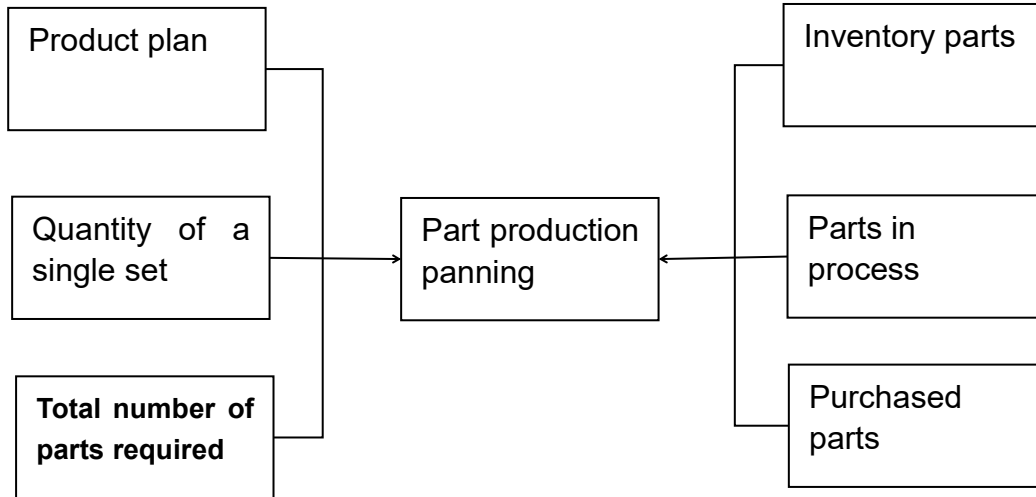 Product plan
Quantity of a
single set
Total number of
parts required
Part production
panning
Inventory parts
Parts in
process
Purchased
parts